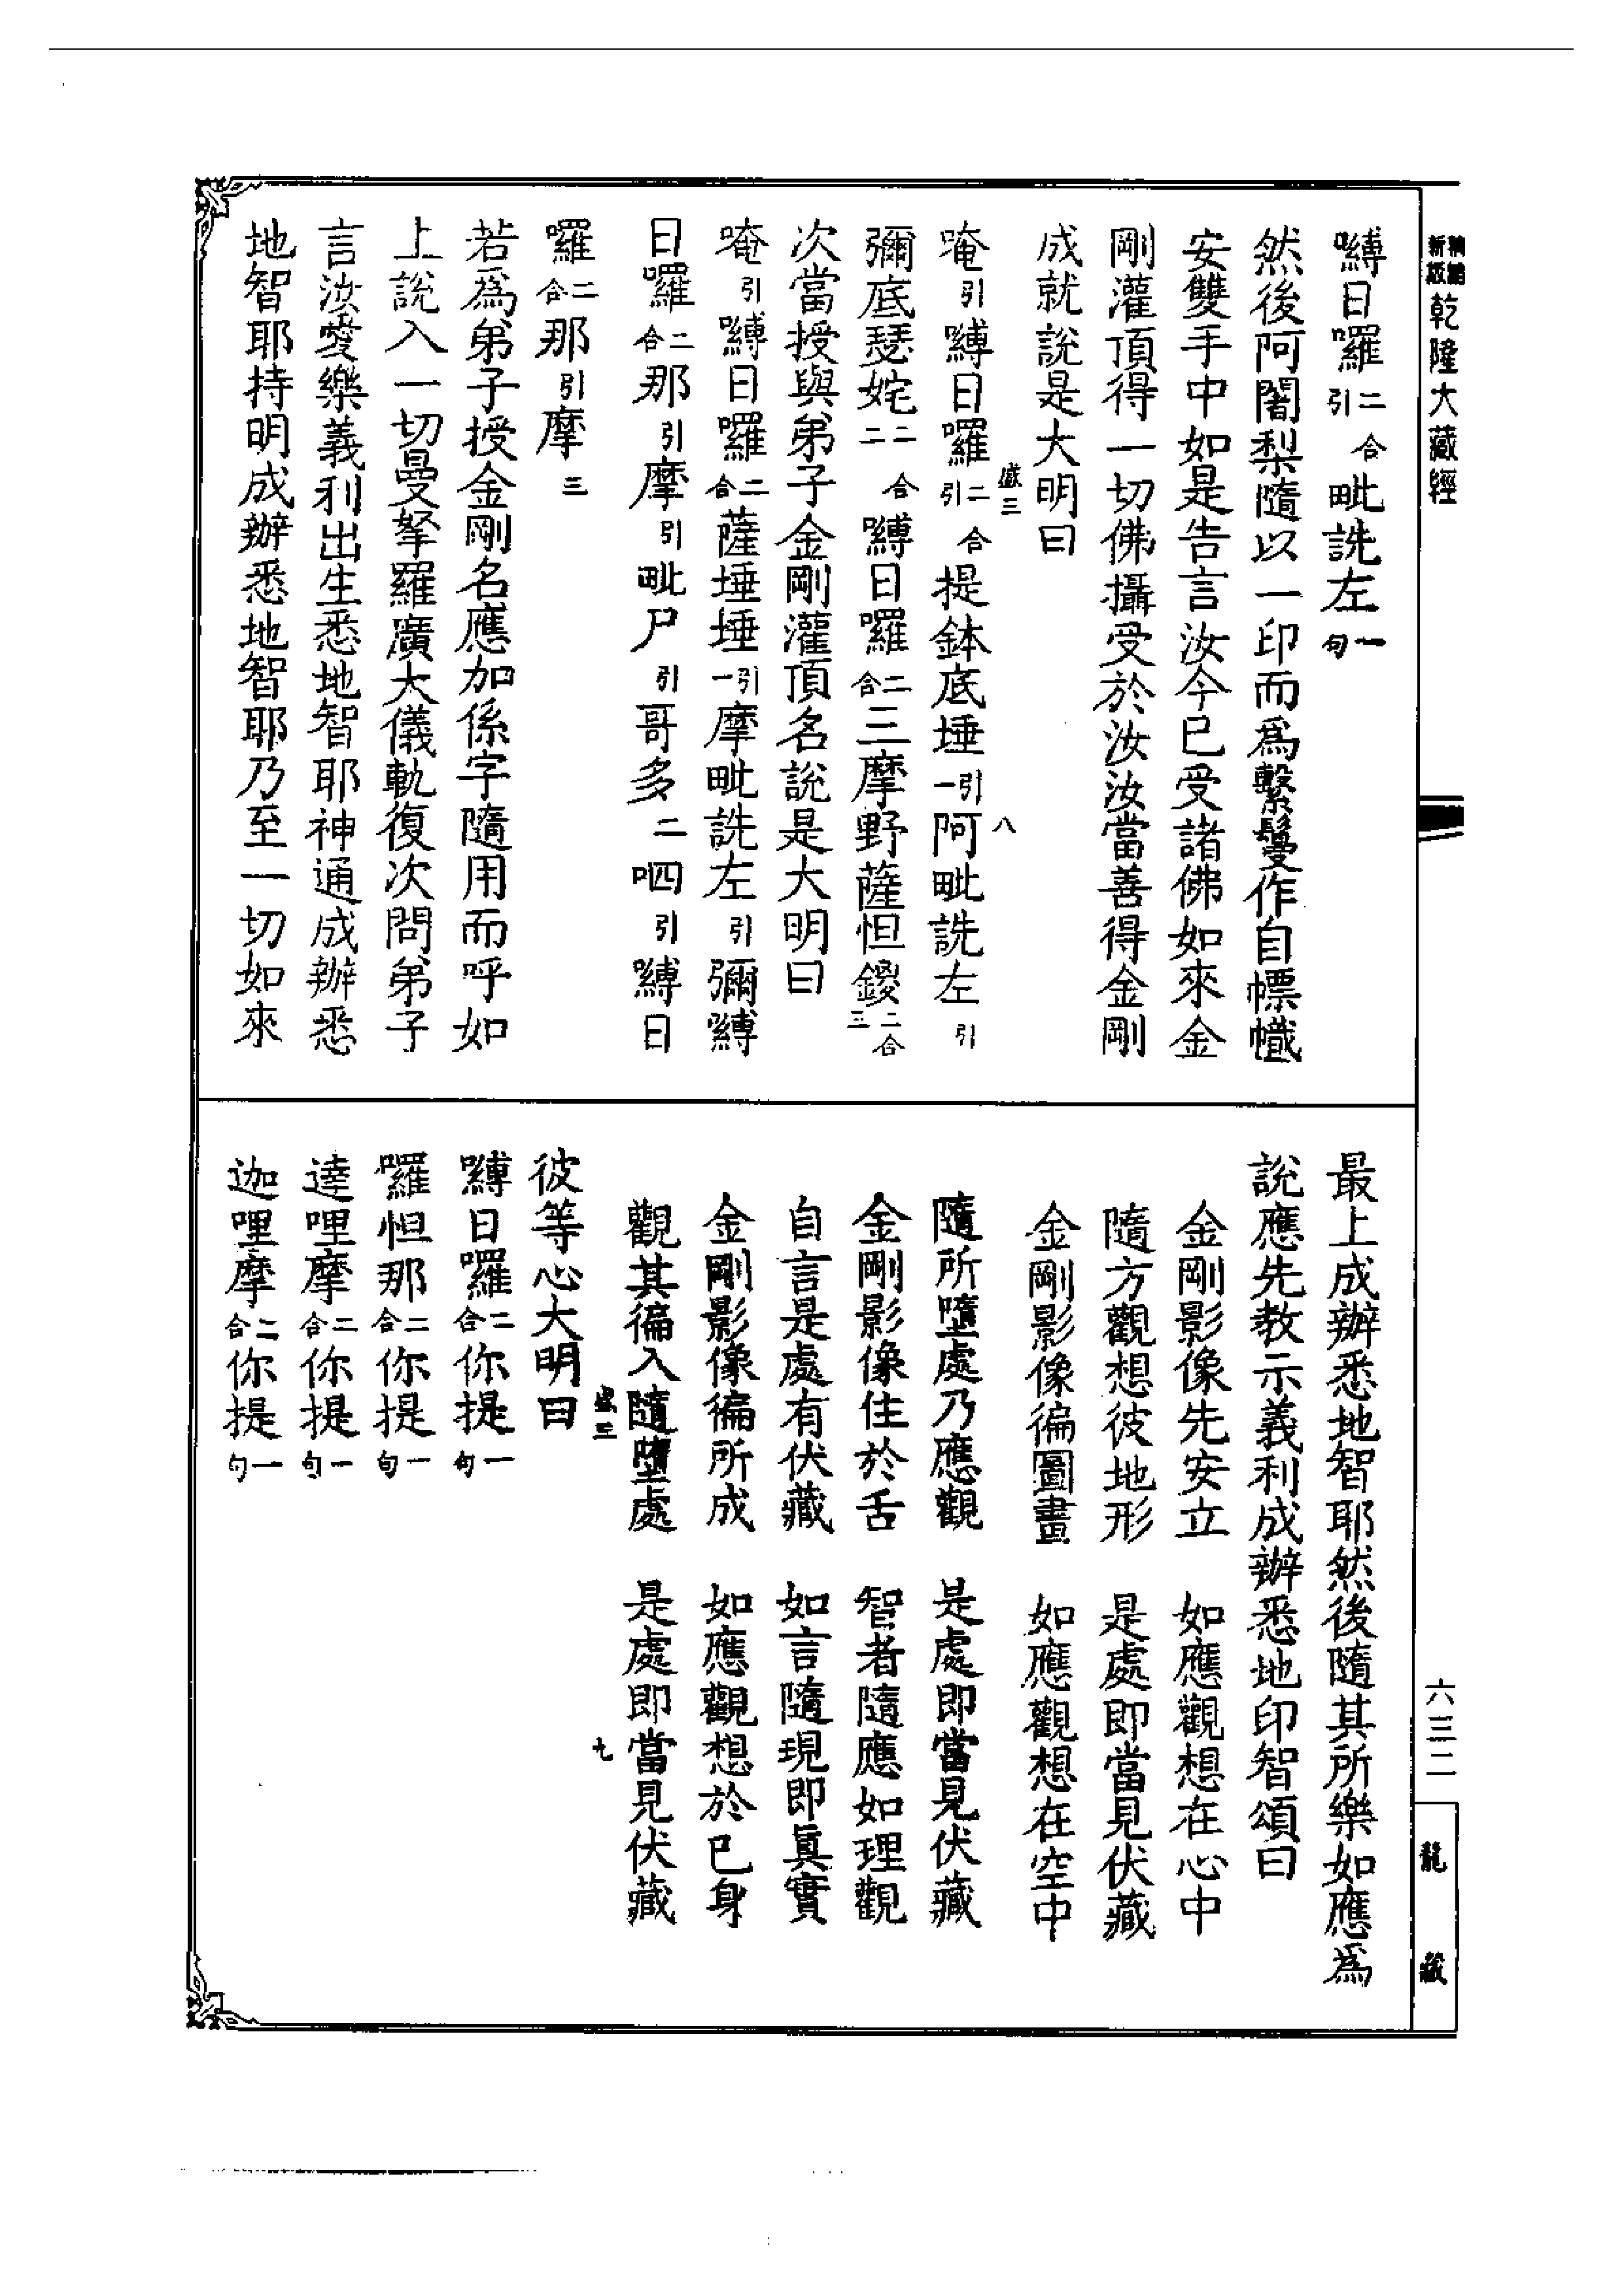 新版
乾隆大藏經
嚩日囉二合引毗詵左一句
然後阿闍梨隨以一印而爲繫鬘作自幖幟
安雙手中如是告言汝今已受諸佛如來金
剛灌頂得一切佛攝受於汝汝當善得金剛
成就說是大明曰
盛三
八
唵引嚩日囉二合引提鉢底埵引一阿毗詵左引
彌底瑟姹二合二嚩日囉二合三摩野薩怛鑁二合三
次當授與弟子金剛灌頂名說是大明曰
唵引嚩日囉二合薩埵埵引一摩毗詵左引彌嚩
日囉二合那引摩引毗尸引哥多二呬引嚩日
囉二合那引摩三
若爲弟子授金剛名應加係字隨用而呼如
上說入一切曼拏羅廣大儀軌復次問弟子
言汝愛樂義利出生悉地智耶神通成辦悉
地智耶持明成辦悉地智耶乃至一切如來
最上成辦悉地智耶然後隨其所樂如應爲
說應先教示義利成辦悉地印智頌曰
金剛影像先安立　如應觀想在心中
隨方觀想彼地形　是處即當見伏藏
金剛影像徧圖畫　如應觀想在空中
隨所墮處乃應觀　是處即當見伏藏
金剛影像住於舌　智者隨應如理觀
自言是處有伏藏　如言隨現即眞實
金剛影像徧所成　如應觀想於已身
觀其徧入隨墮處　是處即當見伏藏
盛三
九
彼等心大明曰
嚩日囉二合你提一句
囉怛那二合你提一句
達哩摩二合你提一句
迦哩摩二合你提一句
六三二
龍藏